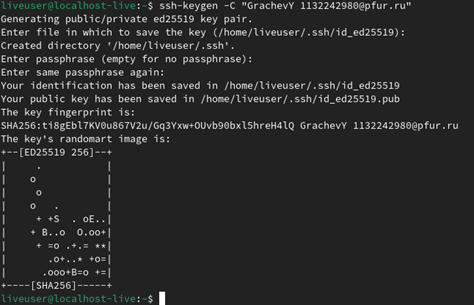 liveuser@localhost-live:~$ ssh-keygen -C "GrachevY 1132242980@pfur.ru"
Generating public/private ed25519 key pair.
Enter file in which to save the key (/home/liveuser/.ssh/id_ed25519):
Created directory '/home/liveuser/.ssh'.
Enter passphrase (empty for no passphrase):
Enter same passphrase again:
Your identification has been saved in /home/liveuser/.ssh/id_ed25519
Your public key has been saved in /home/liveuser/.ssh/id_ed25519.pub
The key fingerprint is:
SHA256:ti8gEbl7KV0u867V2u/Gq3Yxw+OUvb90bxl5hreH4lQ GrachevY 1132242980@pfur.ru
The key's randomart image is:
+--[ED25519 256]--+
|     .           |
|    o            |
|     o           |
|    o   .        |
|     + +S  . oE..|
|    + B..o  O.oo+|
|     + =o .+.= **|
|       .o+..* +o=|
|      .ooo+B=o +=|
+----[SHA256]-----+
liveuser@localhost-live:~$